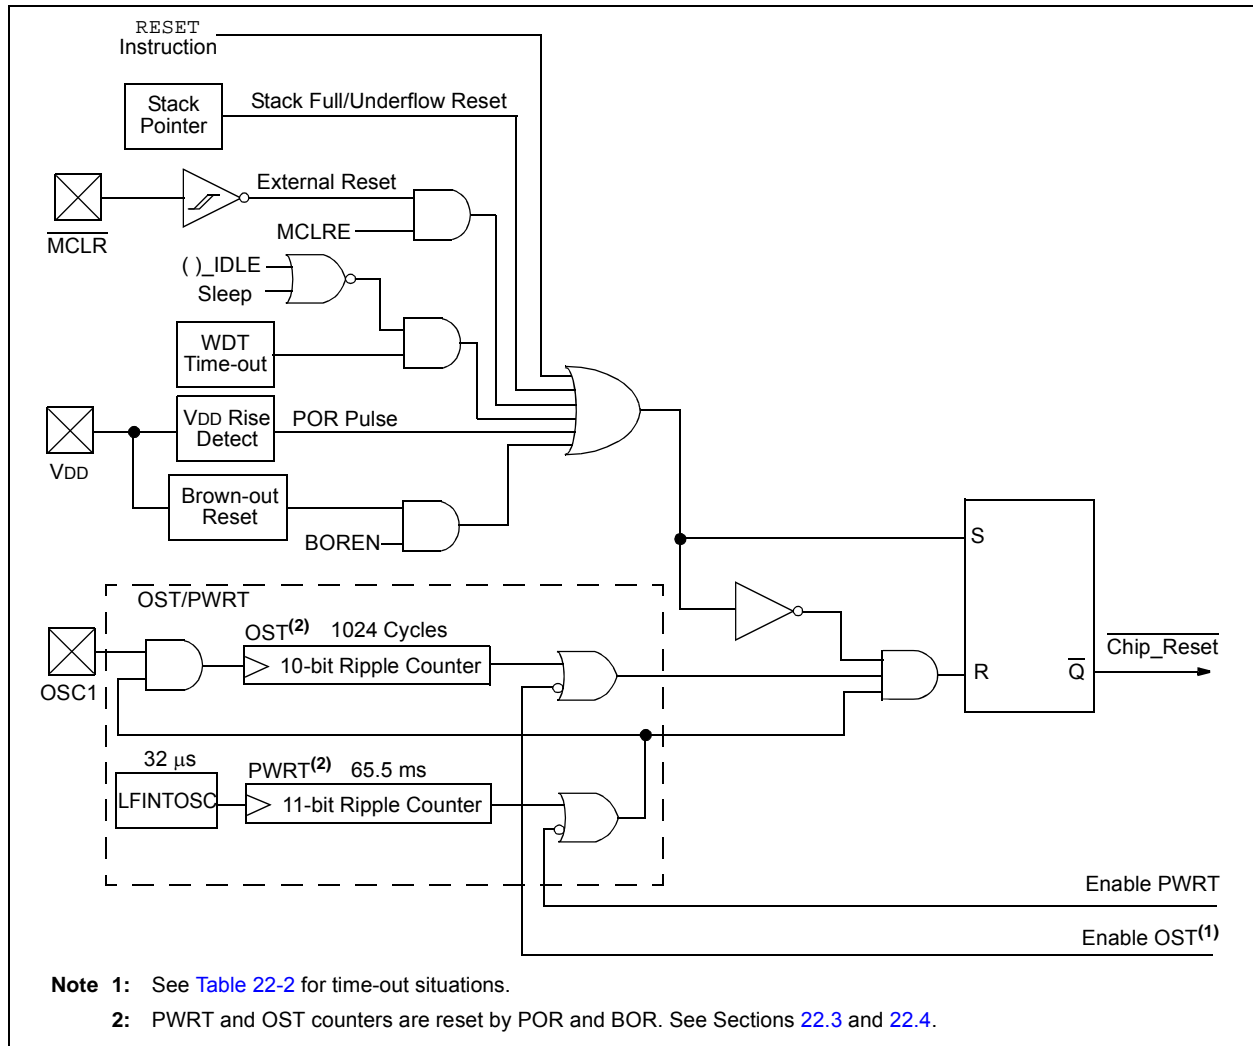 RESET
Instruction
Stack
Pointer
Stack Full/Underflow Reset
External Reset
MCLR
MCLRE
( )_IDLE
Sleep
WDT
Time-out
VDD Rise
Detect
POR Pulse
VDD
Brown-out
Reset
BOREN
S
OST/PWRT
OST(2) 1024 Cycles
10-bit Ripple Counter
OSC1
R
Q
Chip_Reset
32 μs
LFINTOSC
PWRT(2) 65.5 ms
11-bit Ripple Counter
Enable PWRT
Enable OST(1)
Note 1: See Table 22-2 for time-out situations.
2: PWRT and OST counters are reset by POR and BOR. See Sections 22.3 and 22.4.